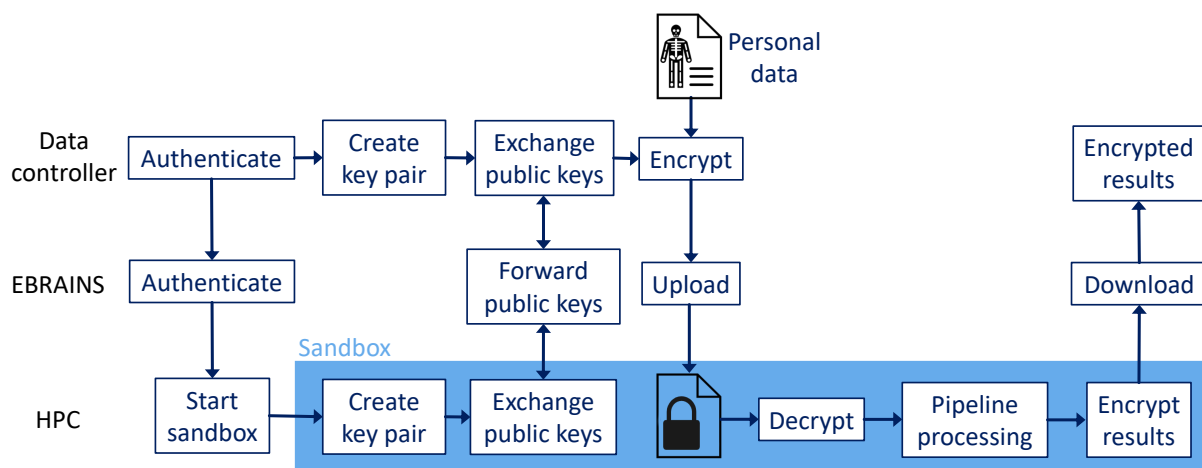 Personal
data
Data
controller
Authenticate
Create
key pair
Exchange
public keys
Encrypt
Encrypted
results
EBRAINS
Authenticate
Forward
public keys
Upload
Download
Sandbox
HPC
Start
sandbox
Create
key pair
Exchange
public keys
Decrypt
Pipeline
processing
Encrypt
results